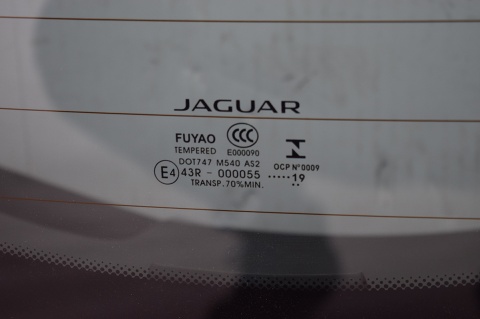 JAGUAR
FUYAO CCC
TEMPERED E000090
DOT747 M540 AS2
OCP Nº0009
E4 43R - 000055
.....19
TRANSP.70%MIN. ..